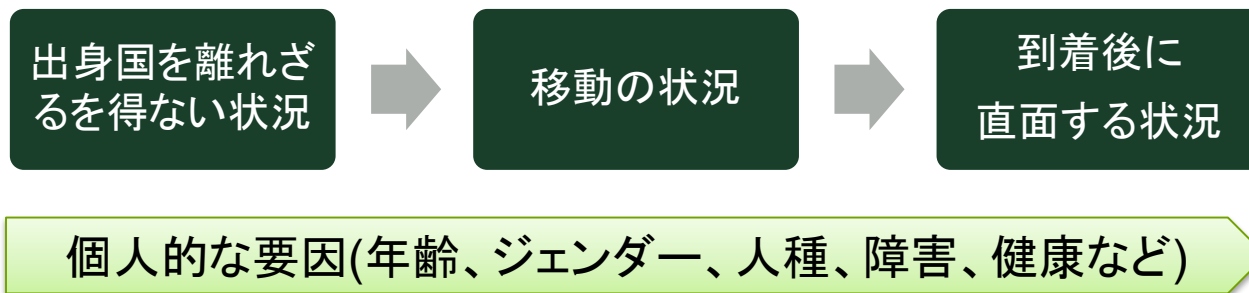 出身国を離れざ
るを得ない状況
移動の状況
到着後に
直面する状況
個人的な要因(年齢、ジェンダー、人種、障害、健康など)